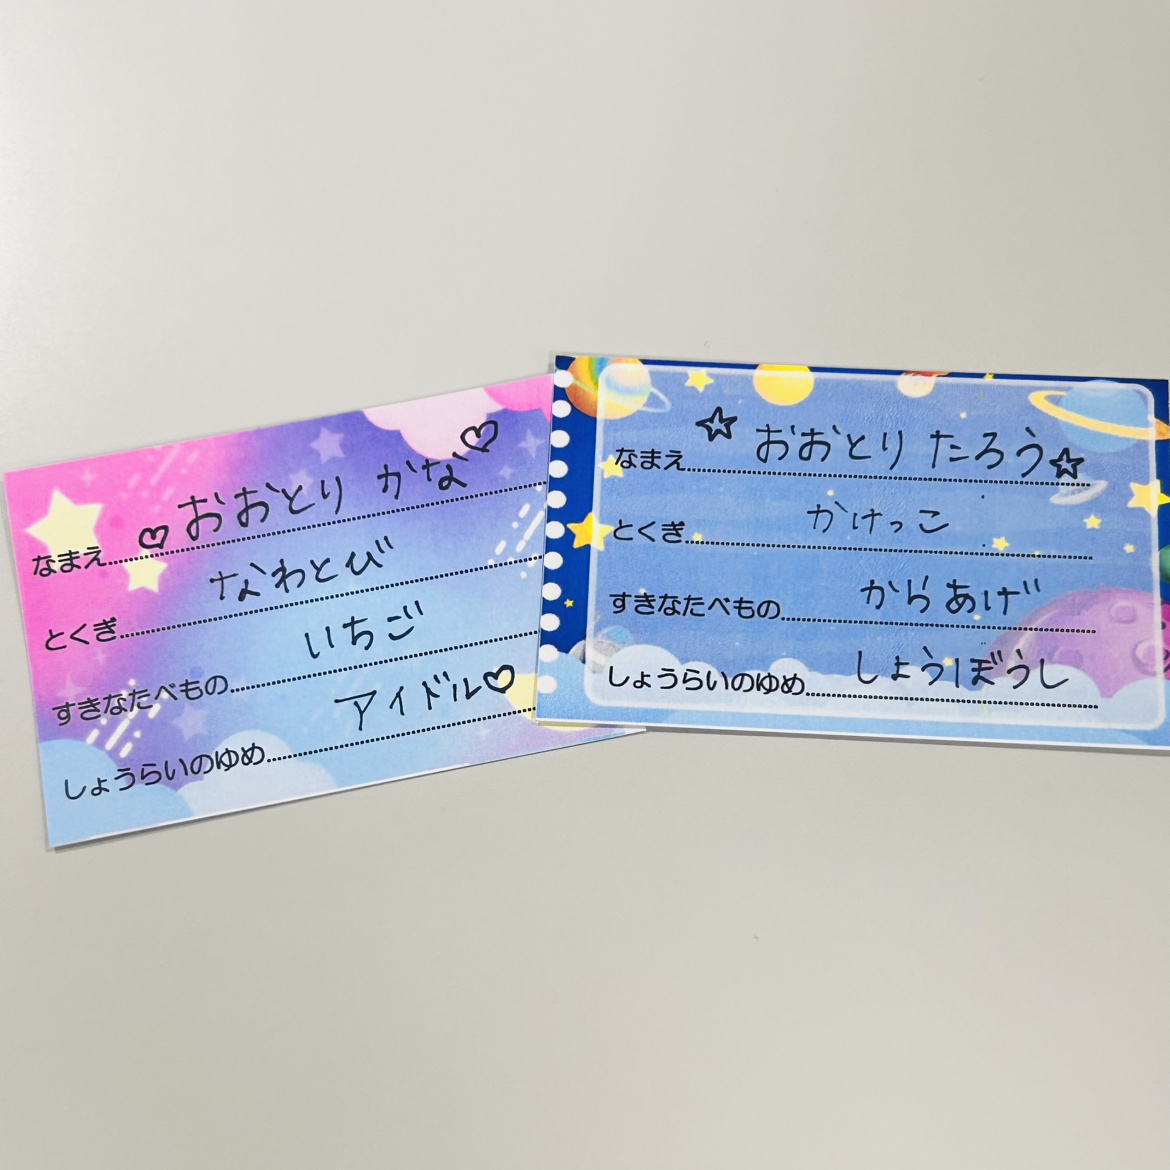 なまえ ♡おおとり かな♡
とくぎ なわとび
すきなたべもの いちご
しょうらいのゆめ アイドル♡
なまえ ☆おおとり たろう☆
とくぎ かけっこ
すきなたべもの からあげ
しょうらいのゆめ しょうぼうし